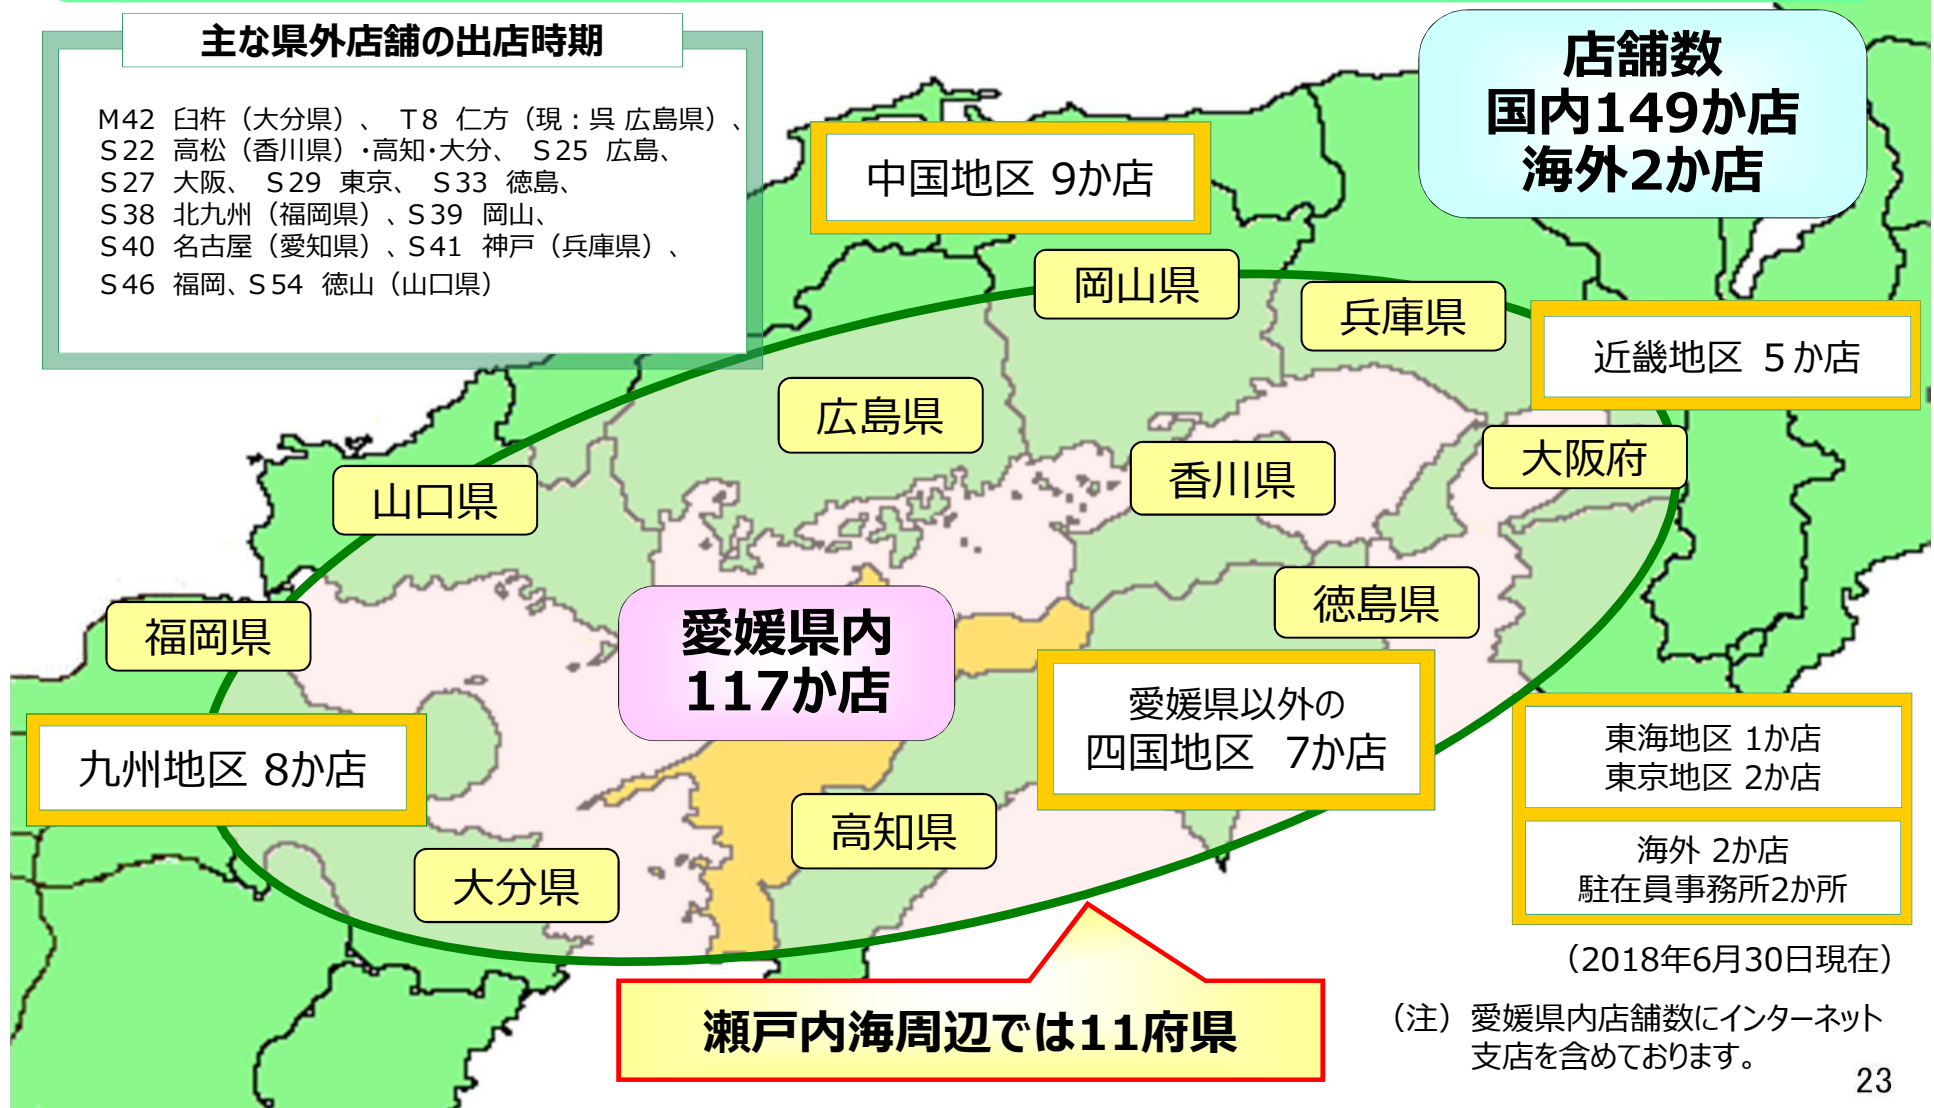 主な県外店舗の出店時期
M42 臼杵（大分県）、 T8 仁方（現：呉 広島県）、
S22 高松（香川県）・高知・大分、 S25 広島、
S27 大阪、 S29 東京、 S33 徳島、
S38 北九州（福岡県）、S39 岡山、
S40 名古屋（愛知県）、S41 神戸（兵庫県）、
S46 福岡、S54 徳山（山口県）
店舗数
国内149か店
海外2か店
中国地区 9か店
岡山県
兵庫県
近畿地区 5か店
広島県
大阪府
香川県
山口県
徳島県
福岡県
愛媛県内
117か店
愛媛県以外の
四国地区 7か店
九州地区 8か店
高知県
大分県
東海地区 1か店
東京地区 2か店
海外 2か店
駐在員事務所2か所
（2018年6月30日現在）
瀬戸内海周辺では11府県
（注）愛媛県内店舗数にインターネット
支店を含めております。
23